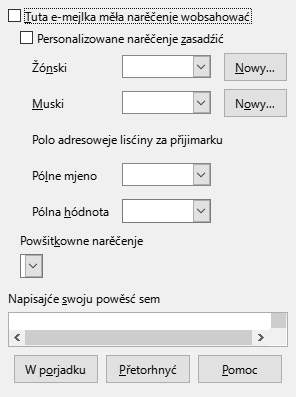 Tuta e-mejlka měła narěčenje wobsahować
Personalizowane narěčenje zasadźić
Žónski Nowy...
Muski Nowy...
Polo adresoweje lisćiny za přijimarku
Pólne mjeno
Pólna hódnota
Powšitkowne narěčenje
Napisajće swoju powěsć sem
W porjadku Přetorhnyć Pomoc